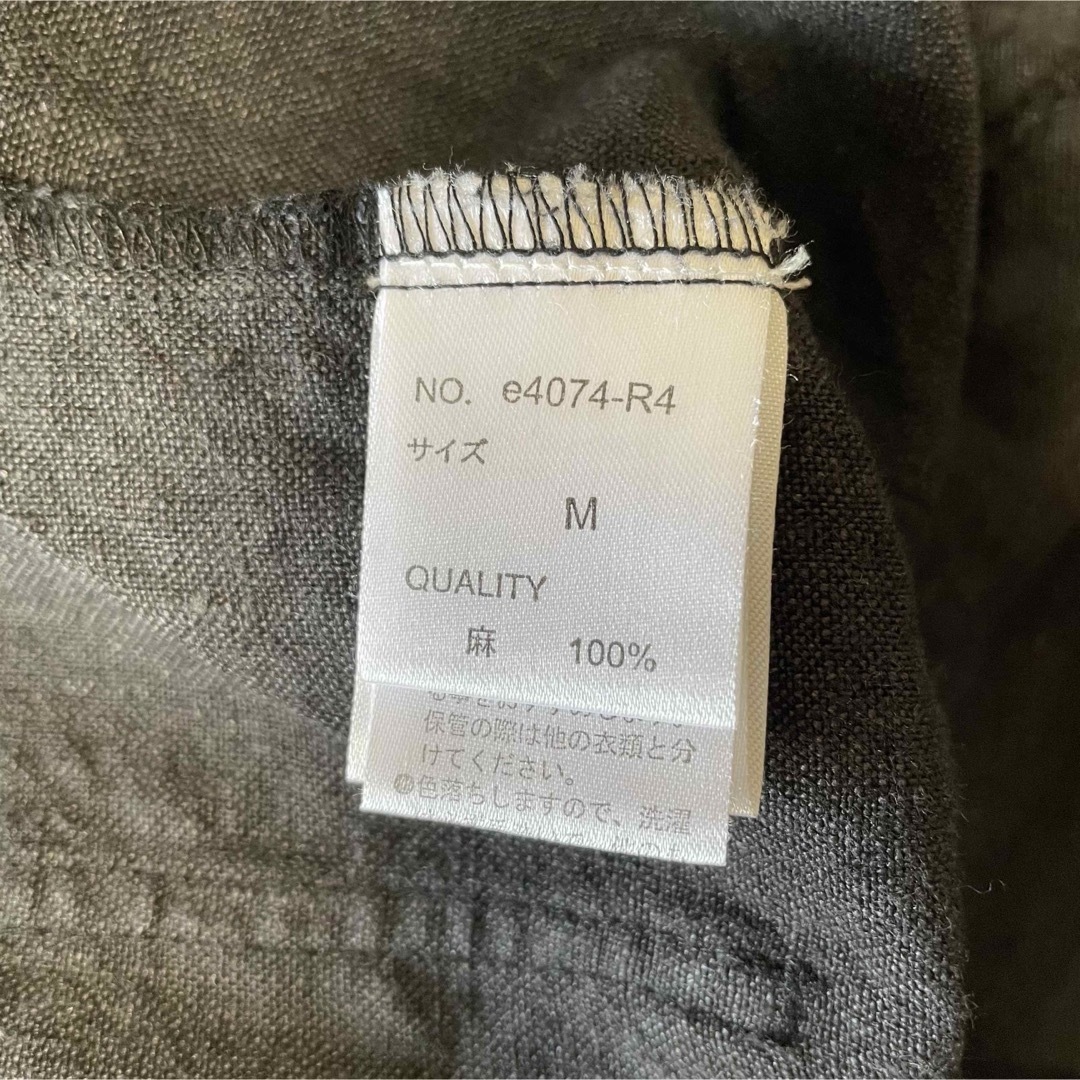 NO. e4074-R4
サイズ
M
QUALITY
麻 100%
保管の際は他の衣類と分
けてください。
色落ちしますので、洗濯